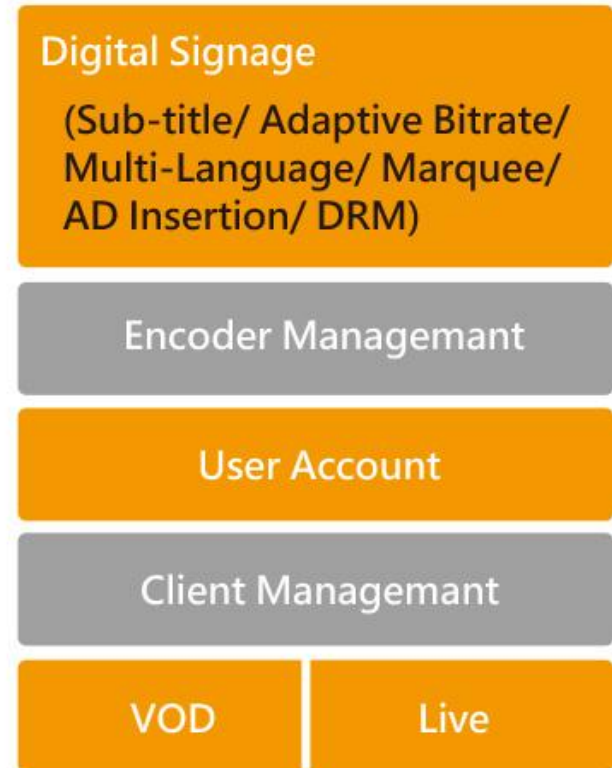 Digital Signage
(Sub-title/ Adaptive Bitrate/
Multi-Language/ Marquee/
AD Insertion/ DRM)
Encoder Managemant
User Account
Client Managemant
VOD
Live